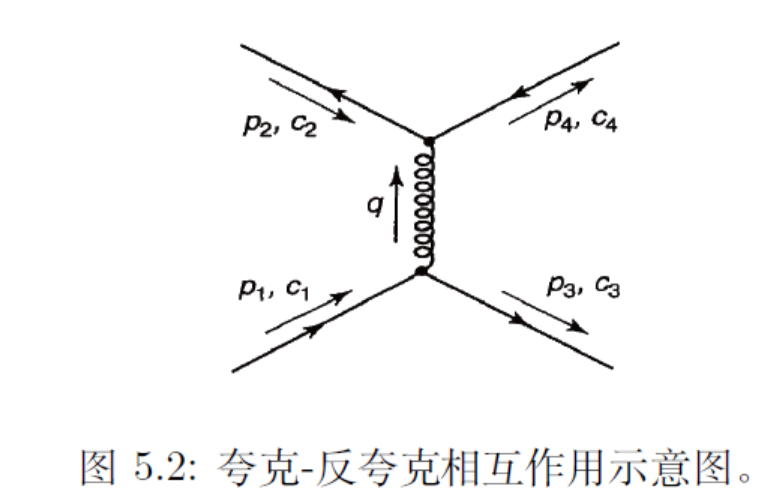 p₂, c₂
p₄, c₄
q
p₁, c₁
p₃, c₃
图 5.2: 夸克-反夸克相互作用示意图。